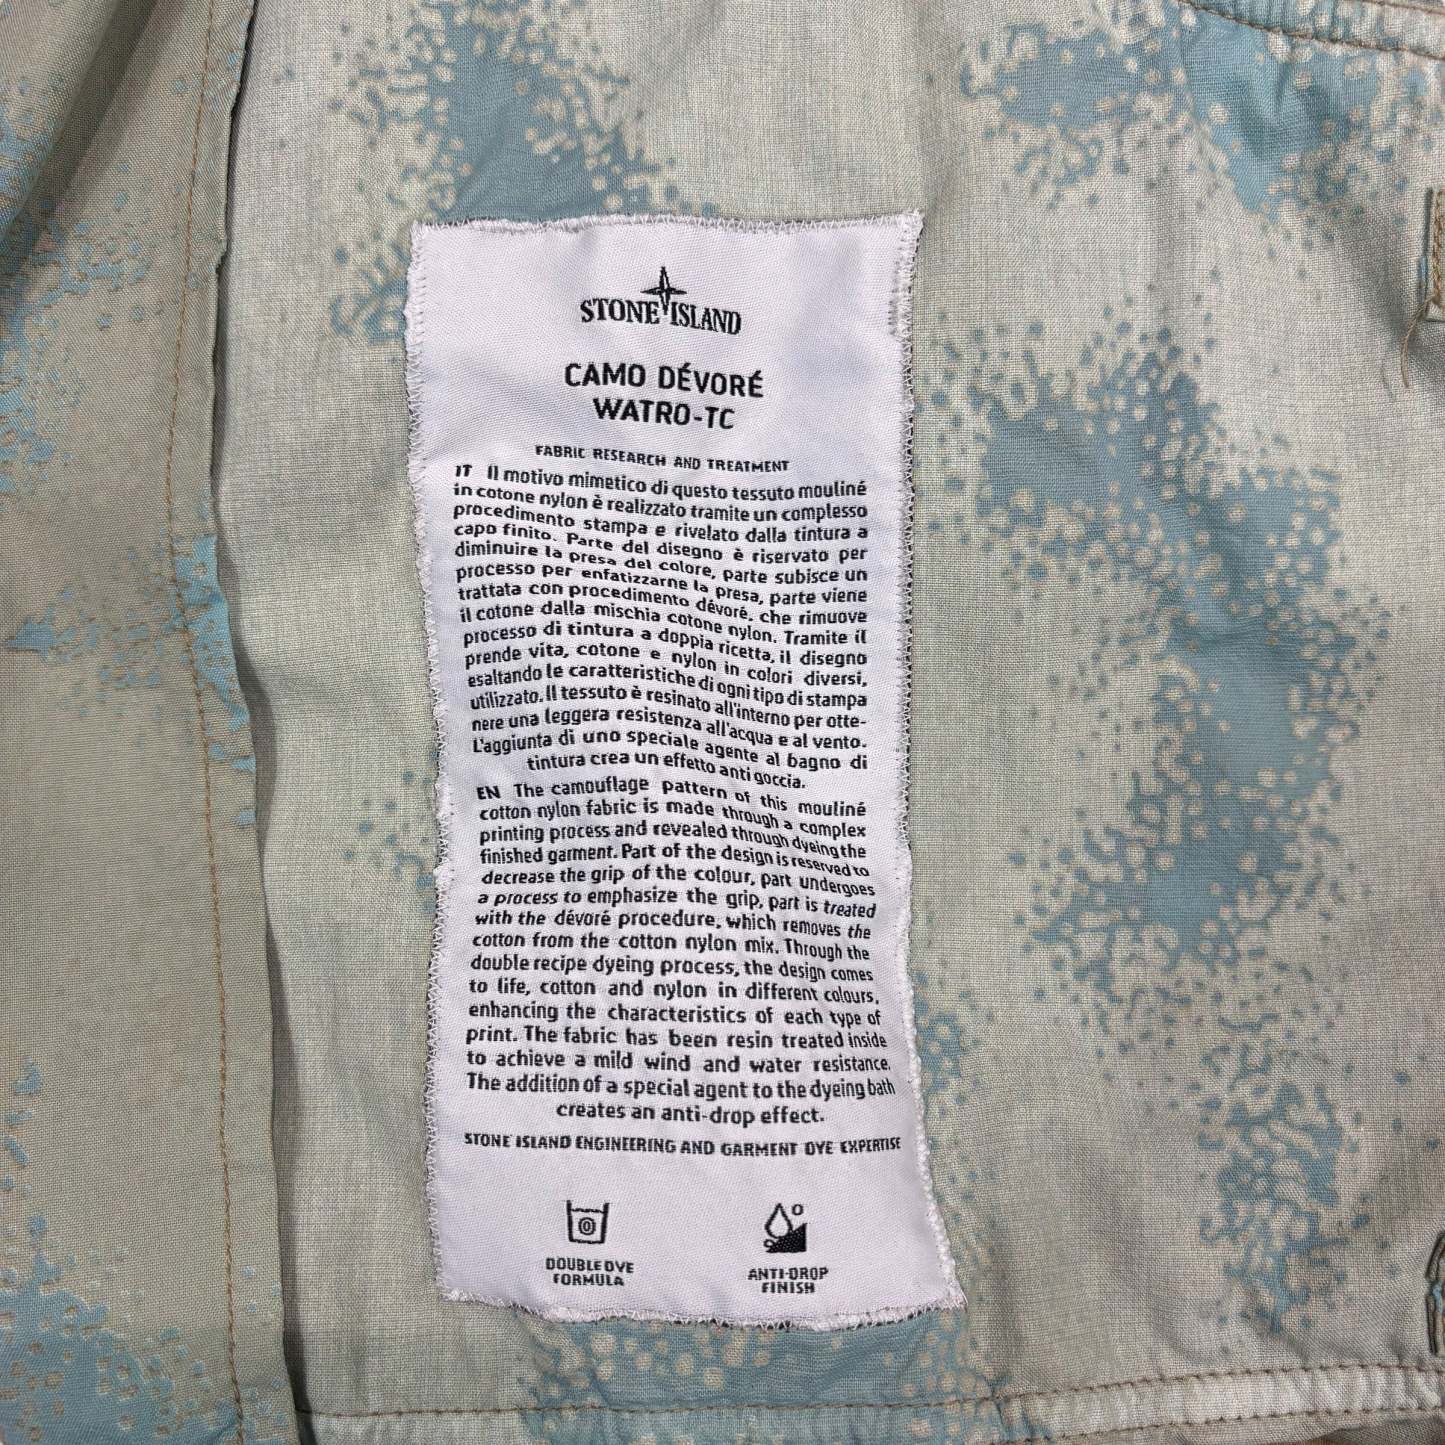 STONE ISLAND
CAMO DÉVORÉ
WATRO-TC
FABRIC RESEARCH AND TREATMENT
IT Il motivo mimetico di questo tessuto mouliné
in cotone nylon è realizzato tramite un complesso
procedimento stampa e rivelato dalla tintura a
capo finito. Parte del disegno è riservato per
diminuire la presa del colore, parte subisce un
processo per enfatizzarne la presa, parte viene
trattata con procedimento dévoré, che rimuove
il cotone dalla mischia cotone nylon. Tramite il
processo di tintura a doppia ricetta, il disegno
prende vita, cotone e nylon in colori diversi,
esaltando le caratteristiche di ogni tipo di stampa
utilizzato. Il tessuto è resinato all'interno per otte-
nere una leggera resistenza all'acqua e al vento.
L'aggiunta di uno speciale agente al bagno di
tintura crea un effetto anti goccia.
EN The camouflage pattern of this mouliné
cotton nylon fabric is made through a complex
printing process and revealed through dyeing the
finished garment. Part of the design is reserved to
decrease the grip of the colour, part undergoes
a process to emphasize the grip, part is treated
with the dévoré procedure, which removes the
cotton from the cotton nylon mix. Through the
double recipe dyeing process, the design comes
to life, cotton and nylon in different colours,
enhancing the characteristics of each type of
print. The fabric has been resin treated inside
to achieve a mild wind and water resistance.
The addition of a special agent to the dyeing bath
creates an anti-drop effect.
STONE ISLAND ENGINEERING AND GARMENT DYE EXPERTISE
DOUBLE DYE
FORMULA
ANTI-DROP
FINISH